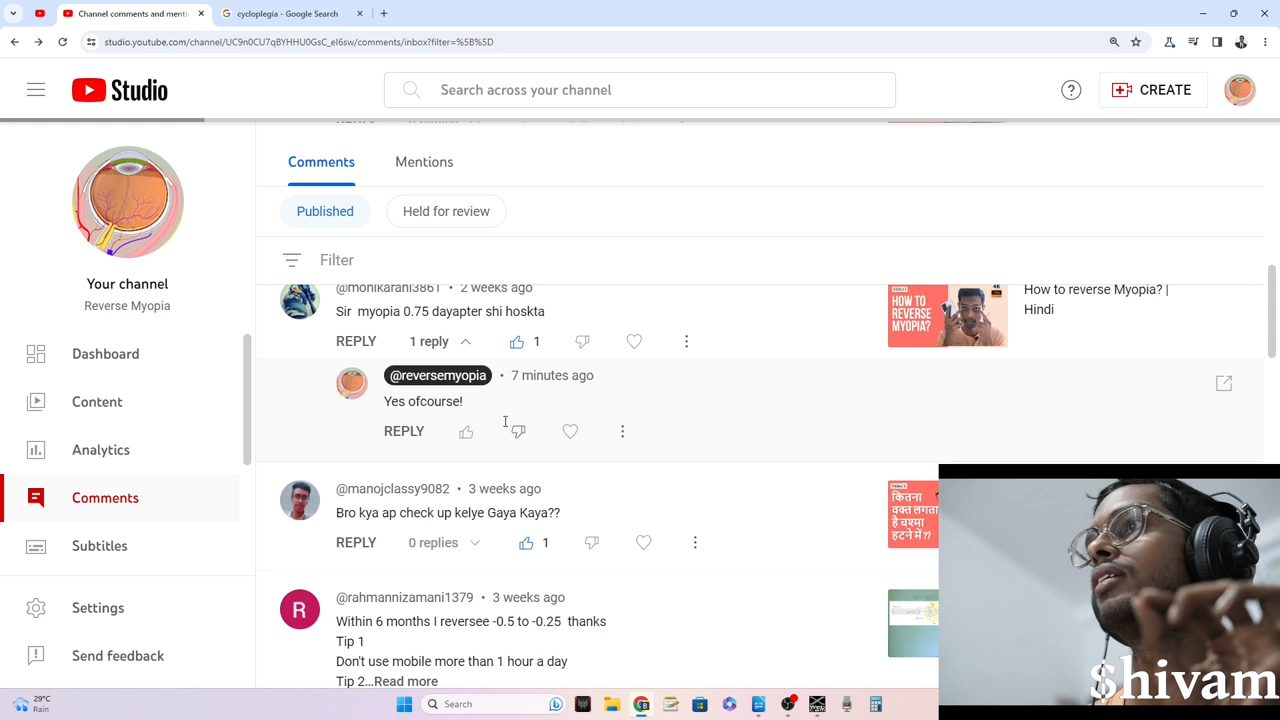 Channel comments and menti
cycloplegia - Google Search
studio.youtube.com/channel/UC9n0CU7qBYHHU0GsC_eI6sw/comments/inbox?filter=%5B%5D
Studio
Search across your channel
CREATE
Your channel
Reverse Myopia
Dashboard
Content
Analytics
Comments
Subtitles
Settings
Send feedback
Comments
Mentions
Published
Held for review
Filter
@monikarani3861 • 2 weeks ago
Sir myopia 0.75 dayapter shi hoskta
REPLY 1 reply 1
HOW TO
REVERSE
MYOPIA?
4K
How to reverse Myopia? |
Hindi
@reversemyopia • 7 minutes ago
Yes ofcourse!
REPLY
@manojclassy9082 • 3 weeks ago
Bro kya ap check up kelye Gaya Kaya??
REPLY 0 replies 1
कितना
वक्त लगता
है चश्मा
हटने में??
R
@rahmannizamani1379 • 3 weeks ago
Within 6 months I reversee -0.5 to -0.25 thanks
Tip 1
Don't use mobile more than 1 hour a day
Tip 2...Read more
$hivam
29°C
Rain
Search